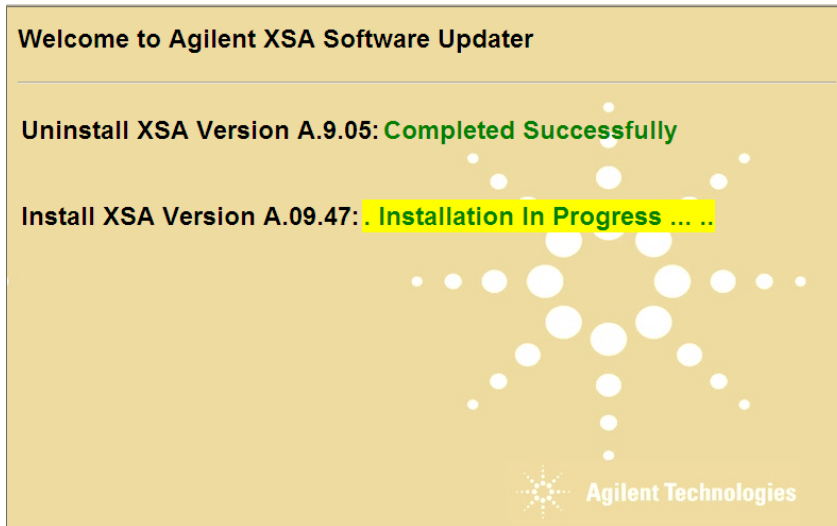 Welcome to Agilent XSA Software Updater
Uninstall XSA Version A.9.05: Completed Successfully
Install XSA Version A.09.47: . Installation In Progress ... ..
Agilent Technologies